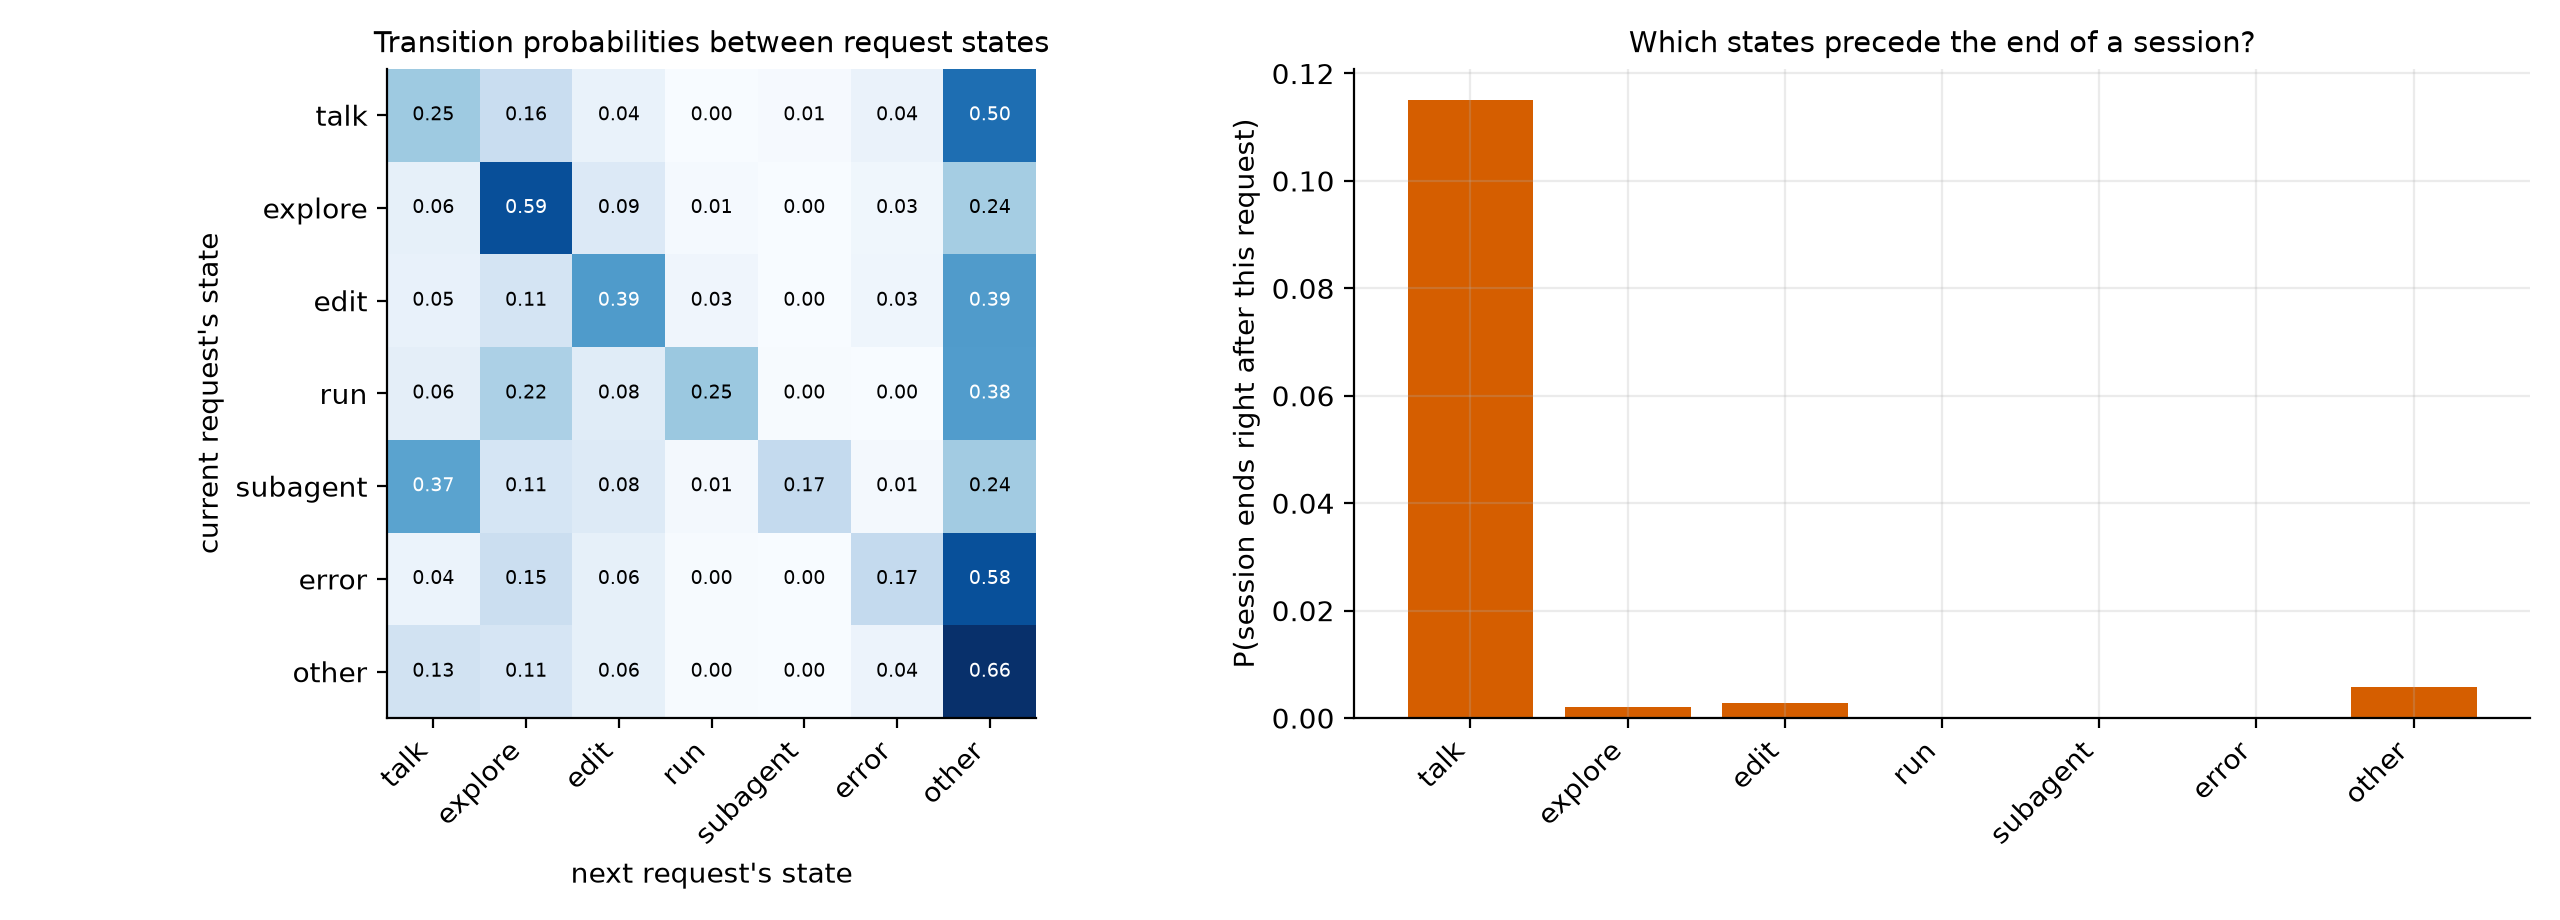 Transition probabilities between request states
current request's state
talk 0.25 0.16 0.04 0.00 0.01 0.04 0.50
explore 0.06 0.59 0.09 0.01 0.00 0.03 0.24
edit 0.05 0.11 0.39 0.03 0.00 0.03 0.39
run 0.06 0.22 0.08 0.25 0.00 0.00 0.38
subagent 0.37 0.11 0.08 0.01 0.17 0.01 0.24
error 0.04 0.15 0.06 0.00 0.00 0.17 0.58
other 0.13 0.11 0.06 0.00 0.00 0.04 0.66
talk explore edit run subagent error other
next request's state
Which states precede the end of a session?
P(session ends right after this request)
0.12
0.10
0.08
0.06
0.04
0.02
0.00
talk explore edit run subagent error other